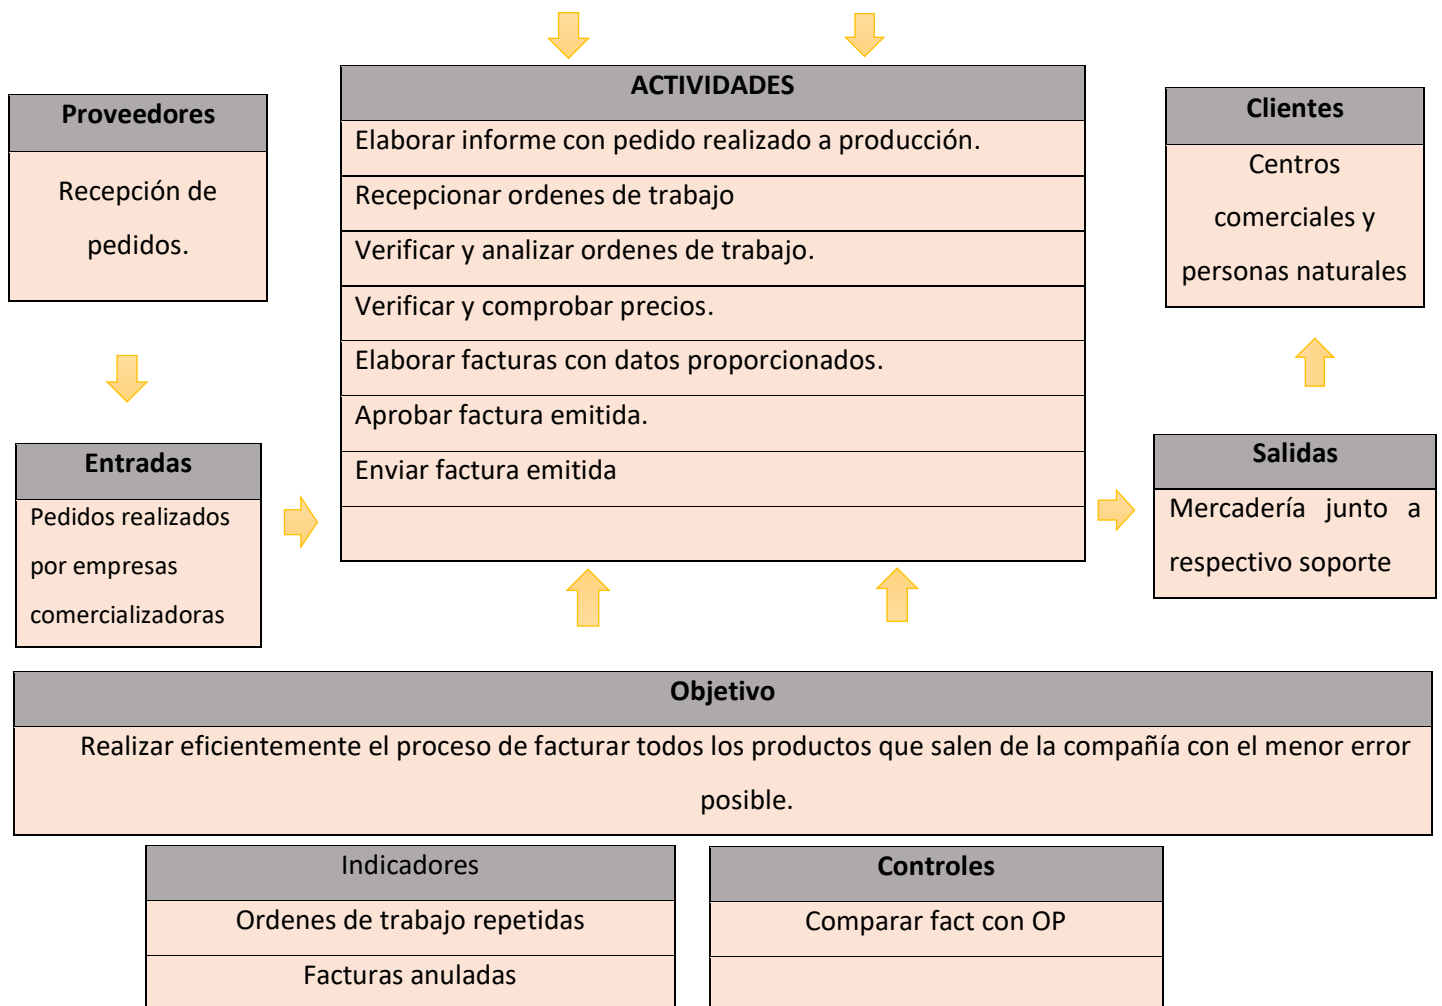 Proveedores
Recepción de
pedidos.
Entradas
Pedidos realizados
por empresas
comercializadoras
ACTIVIDADES
Elaborar informe con pedido realizado a producción.
Recepcionar ordenes de trabajo
Verificar y analizar ordenes de trabajo.
Verificar y comprobar precios.
Elaborar facturas con datos proporcionados.
Aprobar factura emitida.
Enviar factura emitida
Clientes
Centros
comerciales y
personas naturales
Salidas
Mercadería junto a
respectivo soporte
Objetivo
Realizar eficientemente el proceso de facturar todos los productos que salen de la compañía con el menor error
posible.
Indicadores
Ordenes de trabajo repetidas
Facturas anuladas
Controles
Comparar fact con OP